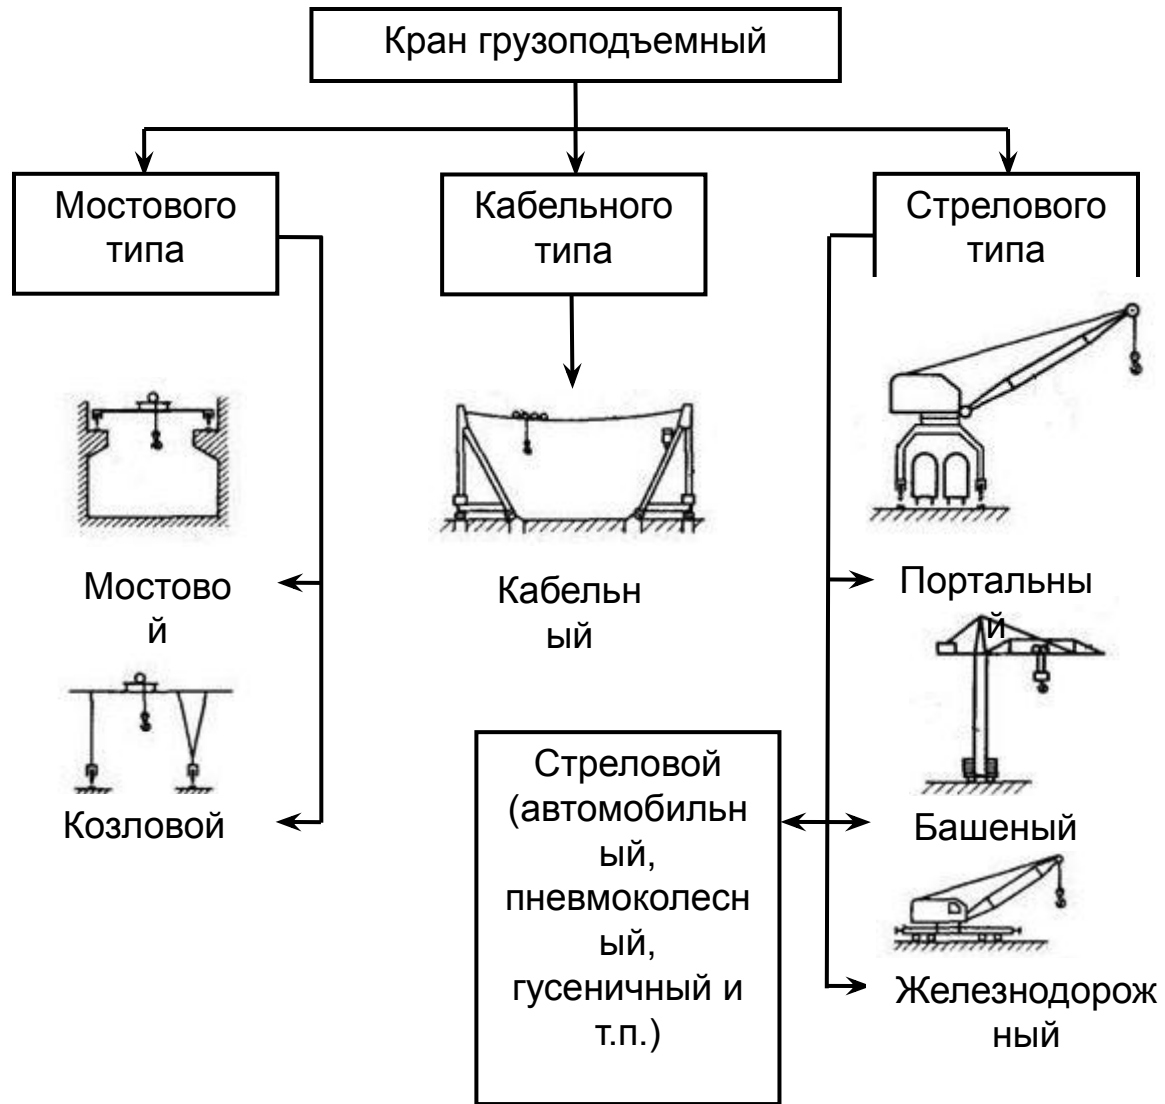 Кран грузоподъемный
Мостового
типа
Кабельного
типа
Стрелового
типа
Мостово
й
Кабельн
ый
Портальны
й
Козловой
Стреловой
(автомобильн
ый,
пневмоколесн
ый,
гусеничный и
т.п.)
Башеный
Железнодорож
ный